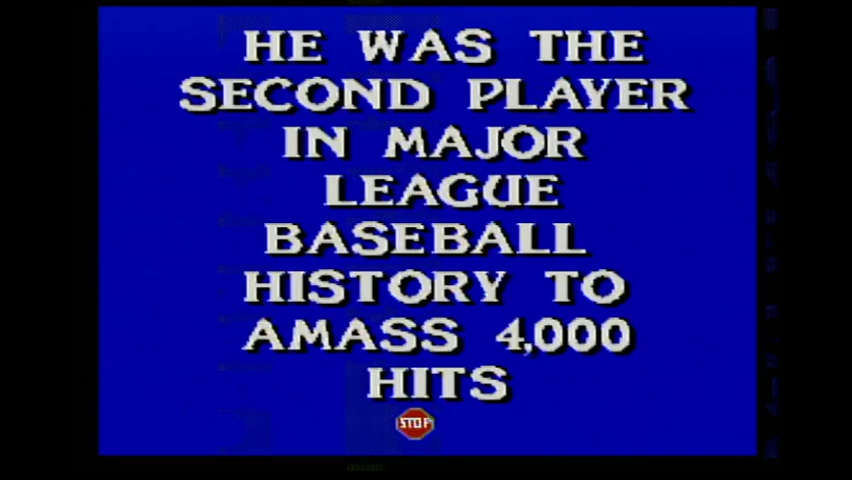 HE WAS THE
SECOND PLAYER
IN MAJOR
LEAGUE
BASEBALL
HISTORY TO
AMASS 4,000
HITS
STOP